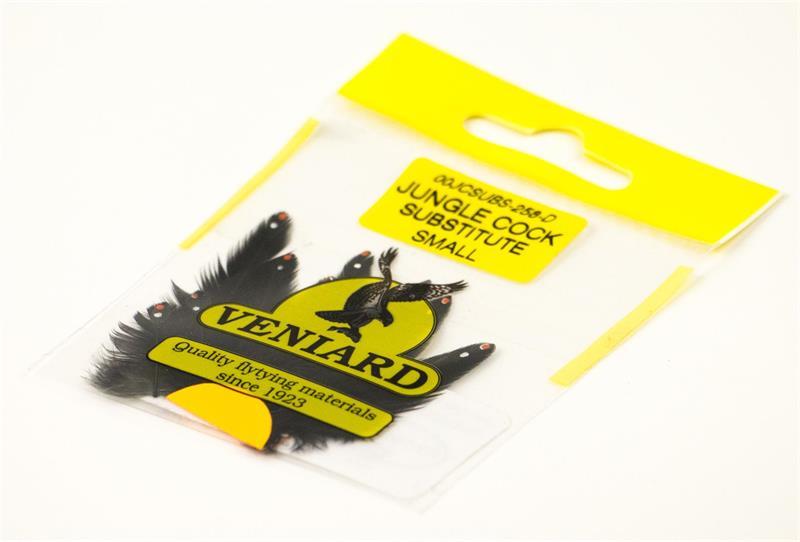 00JCSUBS-258-D
JUNGLE COCK
SUBSTITUTE
SMALL
VENIARD
Quality flytying materials
since 1923